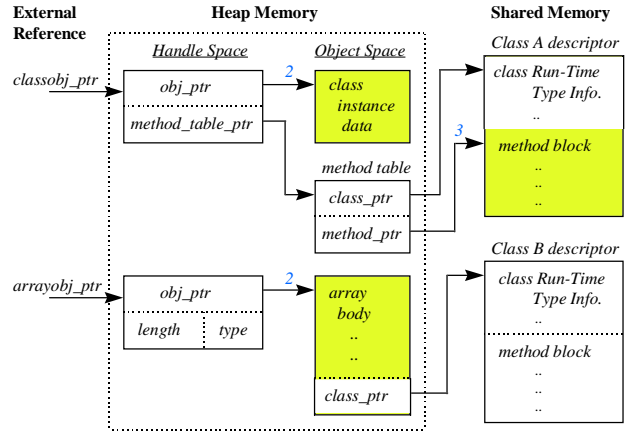 External
Reference
Heap Memory
Shared Memory
Handle Space
Object Space
Class A descriptor
classobj_ptr
obj_ptr
method_table_ptr
2
class
instance
data
class Run-Time
Type Info.
..
3
method block
..
..
..
method table
class_ptr
method_ptr
Class B descriptor
arrayobj_ptr
obj_ptr
length
type
2
array
body
..
..
class_ptr
class Run-Time
Type Info.
..
method block
..
..
..